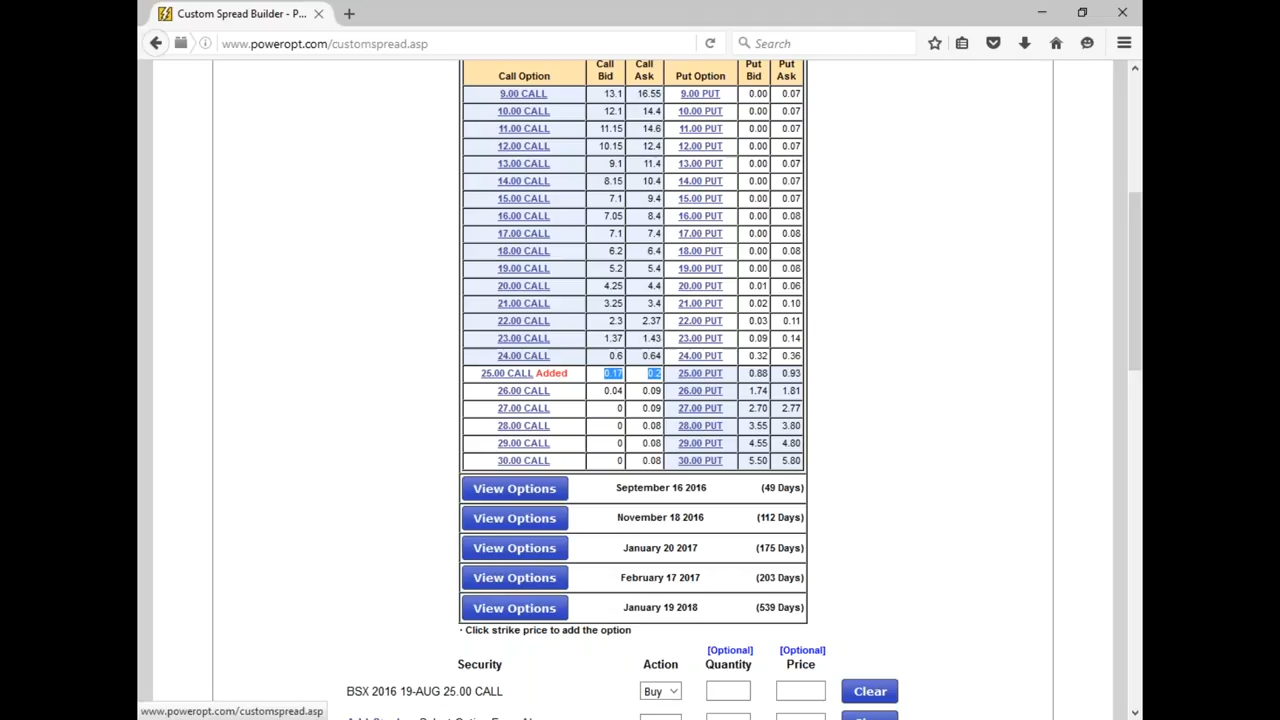 Custom Spread Builder - P...
www.poweropt.com/customspread.asp
Search
Call Option Call Bid Call Ask Put Option Put Bid Put Ask
9.00 CALL 13.1 16.55 9.00 PUT 0.00 0.07
10.00 CALL 12.1 14.4 10.00 PUT 0.00 0.07
11.00 CALL 11.15 14.6 11.00 PUT 0.00 0.07
12.00 CALL 10.15 12.4 12.00 PUT 0.00 0.07
13.00 CALL 9.1 11.4 13.00 PUT 0.00 0.07
14.00 CALL 8.15 10.4 14.00 PUT 0.00 0.07
15.00 CALL 7.1 9.4 15.00 PUT 0.00 0.07
16.00 CALL 7.05 8.4 16.00 PUT 0.00 0.08
17.00 CALL 7.1 7.4 17.00 PUT 0.00 0.08
18.00 CALL 6.2 6.4 18.00 PUT 0.00 0.08
19.00 CALL 5.2 5.4 19.00 PUT 0.00 0.08
20.00 CALL 4.25 4.4 20.00 PUT 0.01 0.06
21.00 CALL 3.25 3.4 21.00 PUT 0.02 0.10
22.00 CALL 2.3 2.37 22.00 PUT 0.03 0.11
23.00 CALL 1.37 1.43 23.00 PUT 0.09 0.14
24.00 CALL 0.6 0.64 24.00 PUT 0.32 0.36
25.00 CALL Added 0.17 0.2 25.00 PUT 0.88 0.93
26.00 CALL 0.04 0.09 26.00 PUT 1.74 1.81
27.00 CALL 0 0.09 27.00 PUT 2.70 2.77
28.00 CALL 0 0.08 28.00 PUT 3.55 3.80
29.00 CALL 0 0.08 29.00 PUT 4.55 4.80
30.00 CALL 0 0.08 30.00 PUT 5.50 5.80
View Options September 16 2016 (49 Days)
View Options November 18 2016 (112 Days)
View Options January 20 2017 (175 Days)
View Options February 17 2017 (203 Days)
View Options January 19 2018 (539 Days)
· Click strike price to add the option
[Optional] [Optional]
Security Action Quantity Price
BSX 2016 19-AUG 25.00 CALL Buy Clear
www.poweropt.com/customspread.asp